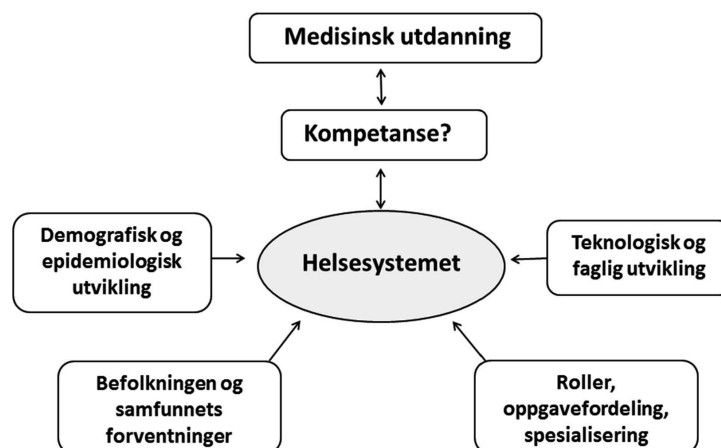 Medisinsk utdanning
Kompetanse?
Demografisk og
epidemiologisk
utvikling
Helsesystemet
Teknologisk og
faglig utvikling
Befolkningen og
samfunnets
forventninger
Roller,
oppgavefordeling,
spesialisering